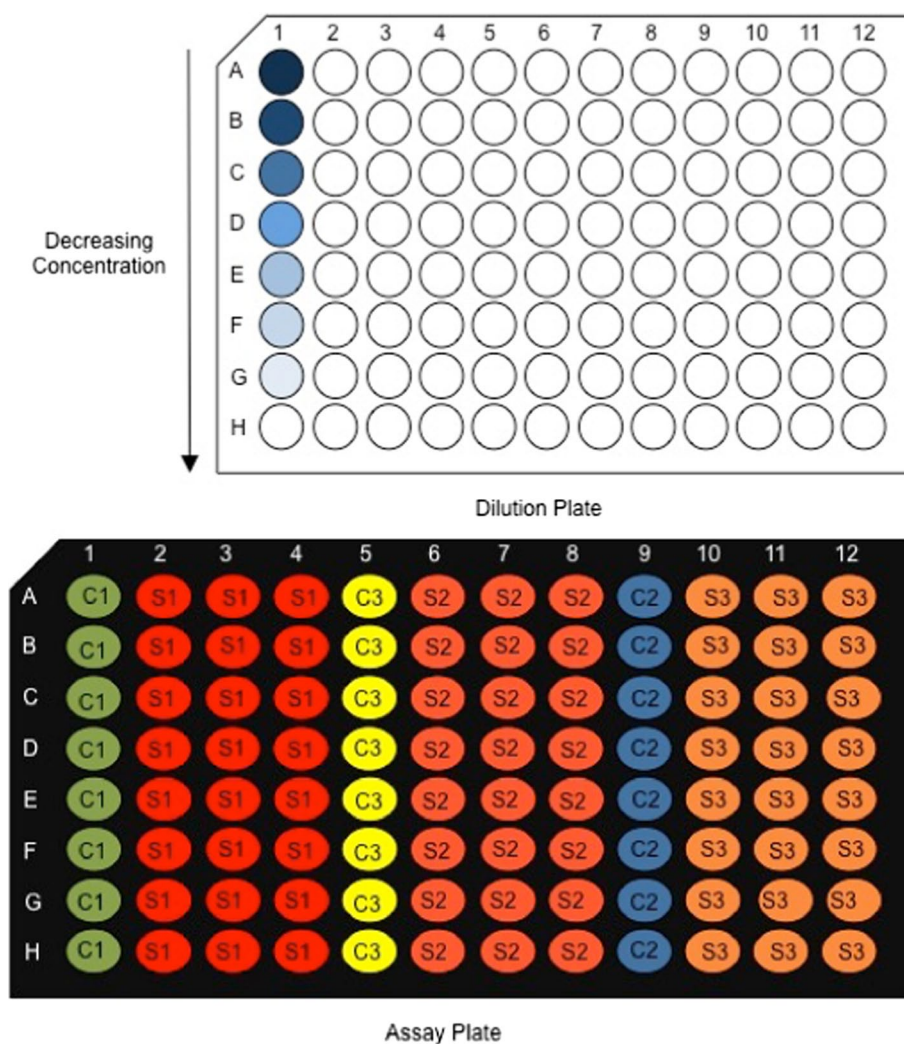 1 2 3 4 5 6 7 8 9 10 11 12
A
B
C
D
E
F
G
H
Decreasing
Concentration
Dilution Plate
1 2 3 4 5 6 7 8 9 10 11 12
A C1 S1 S1 S1 C3 S2 S2 S2 C2 S3 S3 S3
B C1 S1 S1 S1 C3 S2 S2 S2 C2 S3 S3 S3
C C1 S1 S1 S1 C3 S2 S2 S2 C2 S3 S3 S3
D C1 S1 S1 S1 C3 S2 S2 S2 C2 S3 S3 S3
E C1 S1 S1 S1 C3 S2 S2 S2 C2 S3 S3 S3
F C1 S1 S1 S1 C3 S2 S2 S2 C2 S3 S3 S3
G C1 S1 S1 S1 C3 S2 S2 S2 C2 S3 S3 S3
H C1 S1 S1 S1 C3 S2 S2 S2 C2 S3 S3 S3
Assay Plate